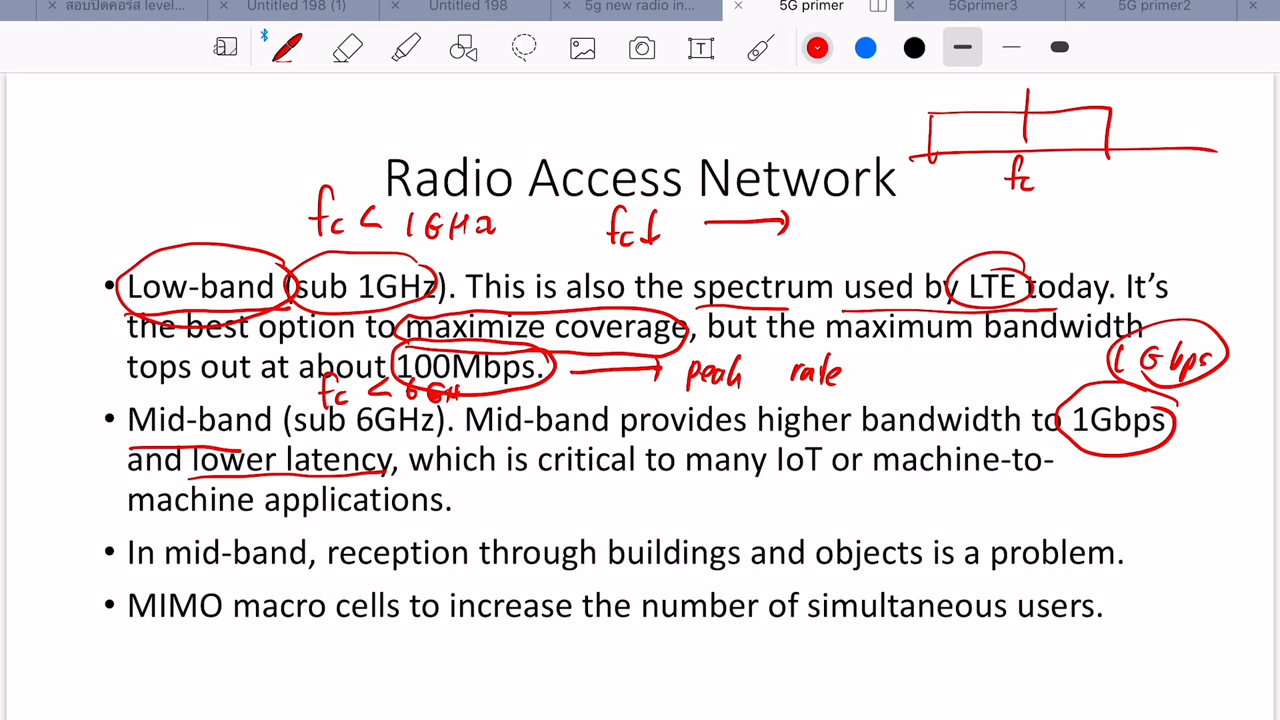 สอบปิดคอร์ส level...
Untitled 198 (1)
Untitled 198
5g new radio in...
5G primer
5Gprimer3
5G primer2
fc
Radio Access Network
fc < 1 GHz
fc ↓ →
• Low-band (sub 1GHz). This is also the spectrum used by LTE today. It’s
the best option to maximize coverage, but the maximum bandwidth
1 Gbps
tops out at about 100Mbps. → peak rate
fc < 6 GH
• Mid-band (sub 6GHz). Mid-band provides higher bandwidth to 1Gbps
and lower latency, which is critical to many IoT or machine-to-
machine applications.
• In mid-band, reception through buildings and objects is a problem.
• MIMO macro cells to increase the number of simultaneous users.